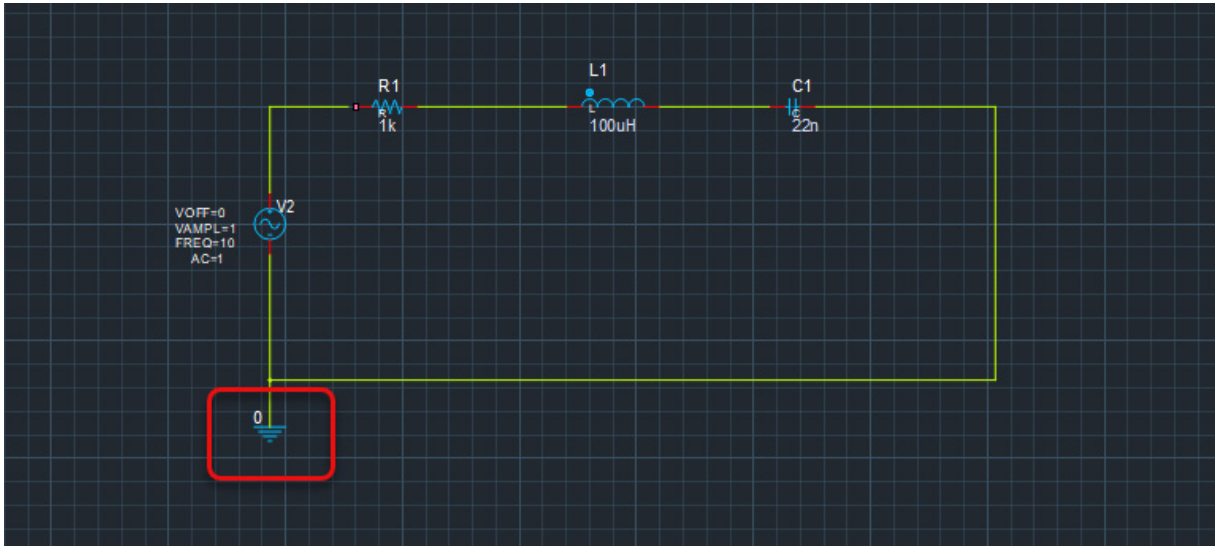 R1
R
1k
L1
L
100uH
C1
C
22n
V2
VOFF=0
VAMPL=1
FREQ=10
AC=1
0